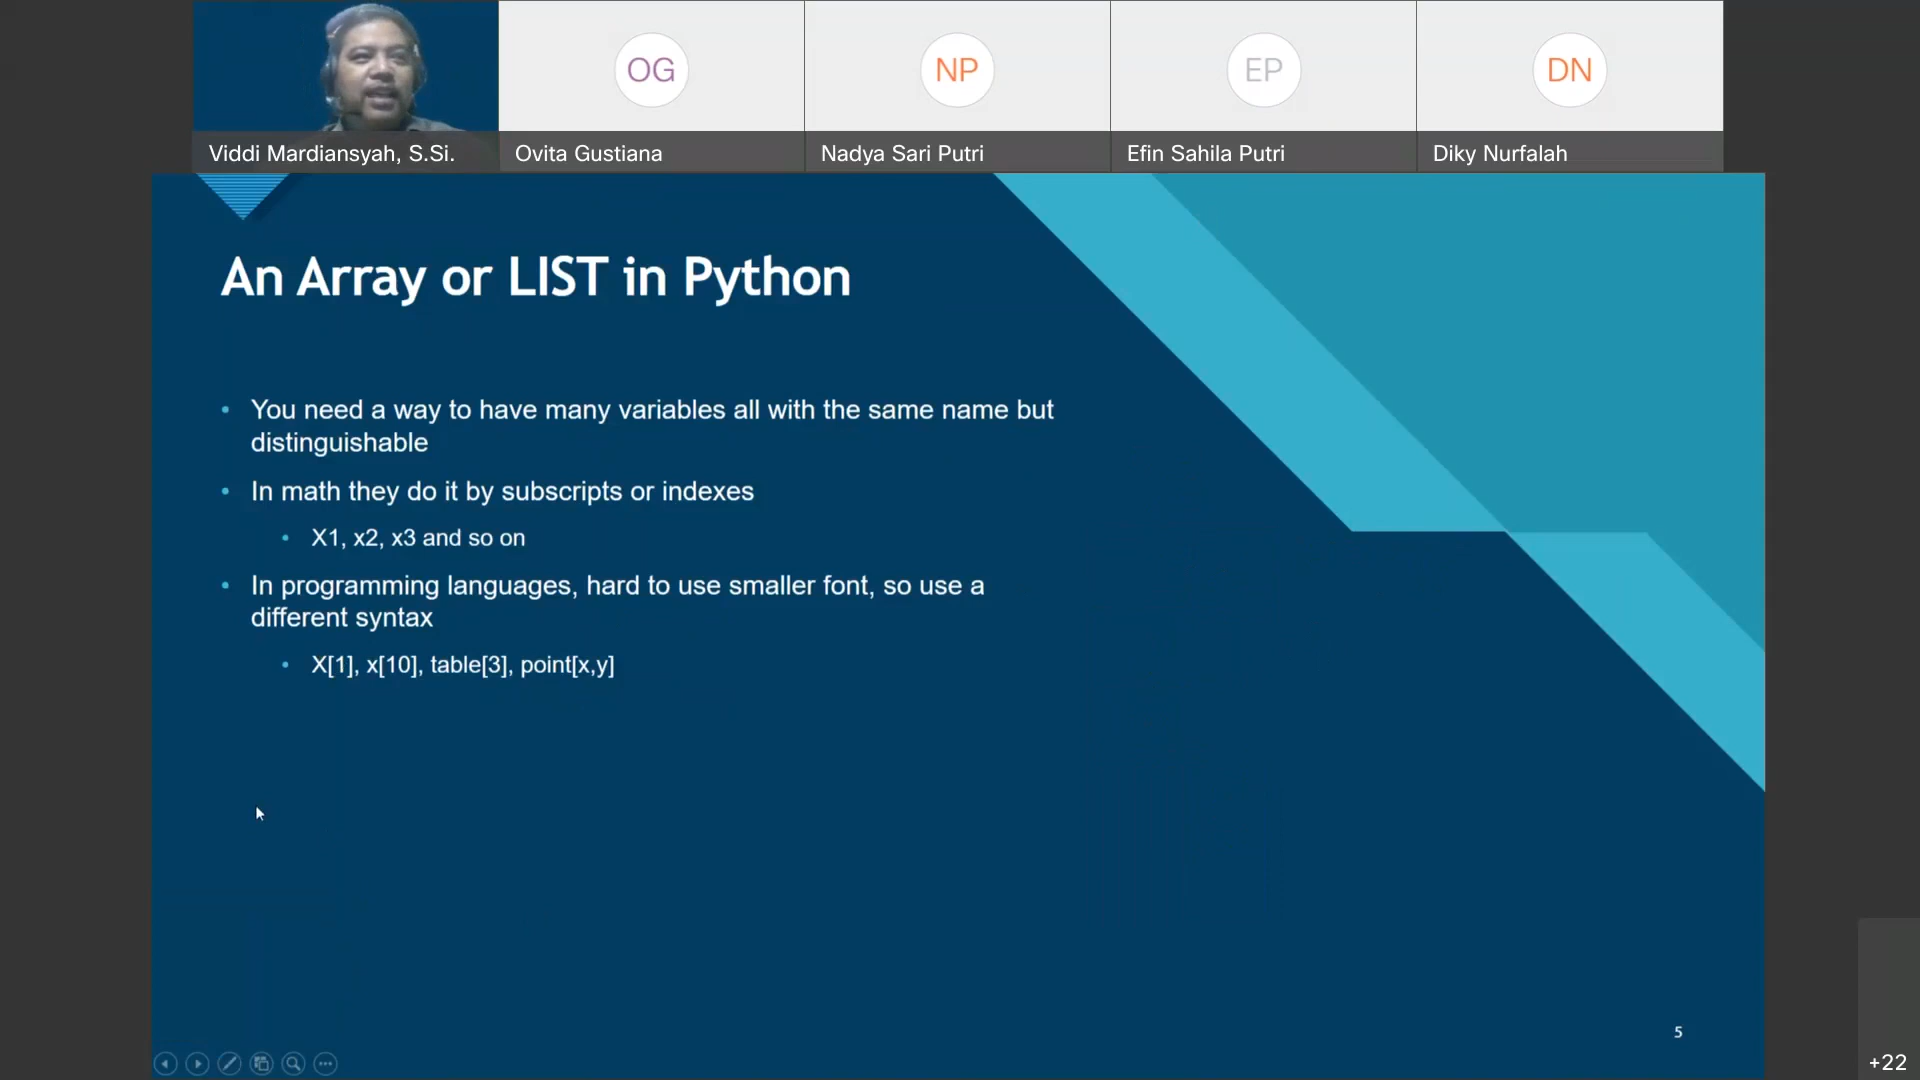 OG
NP
EP
DN
Viddi Mardiansyah, S.Si.
Ovita Gustiana
Nadya Sari Putri
Efin Sahila Putri
Diky Nurfalah
An Array or LIST in Python
• You need a way to have many variables all with the same name but
distinguishable
• In math they do it by subscripts or indexes
• X1, x2, x3 and so on
• In programming languages, hard to use smaller font, so use a
different syntax
• X[1], x[10], table[3], point[x,y]
5
+22